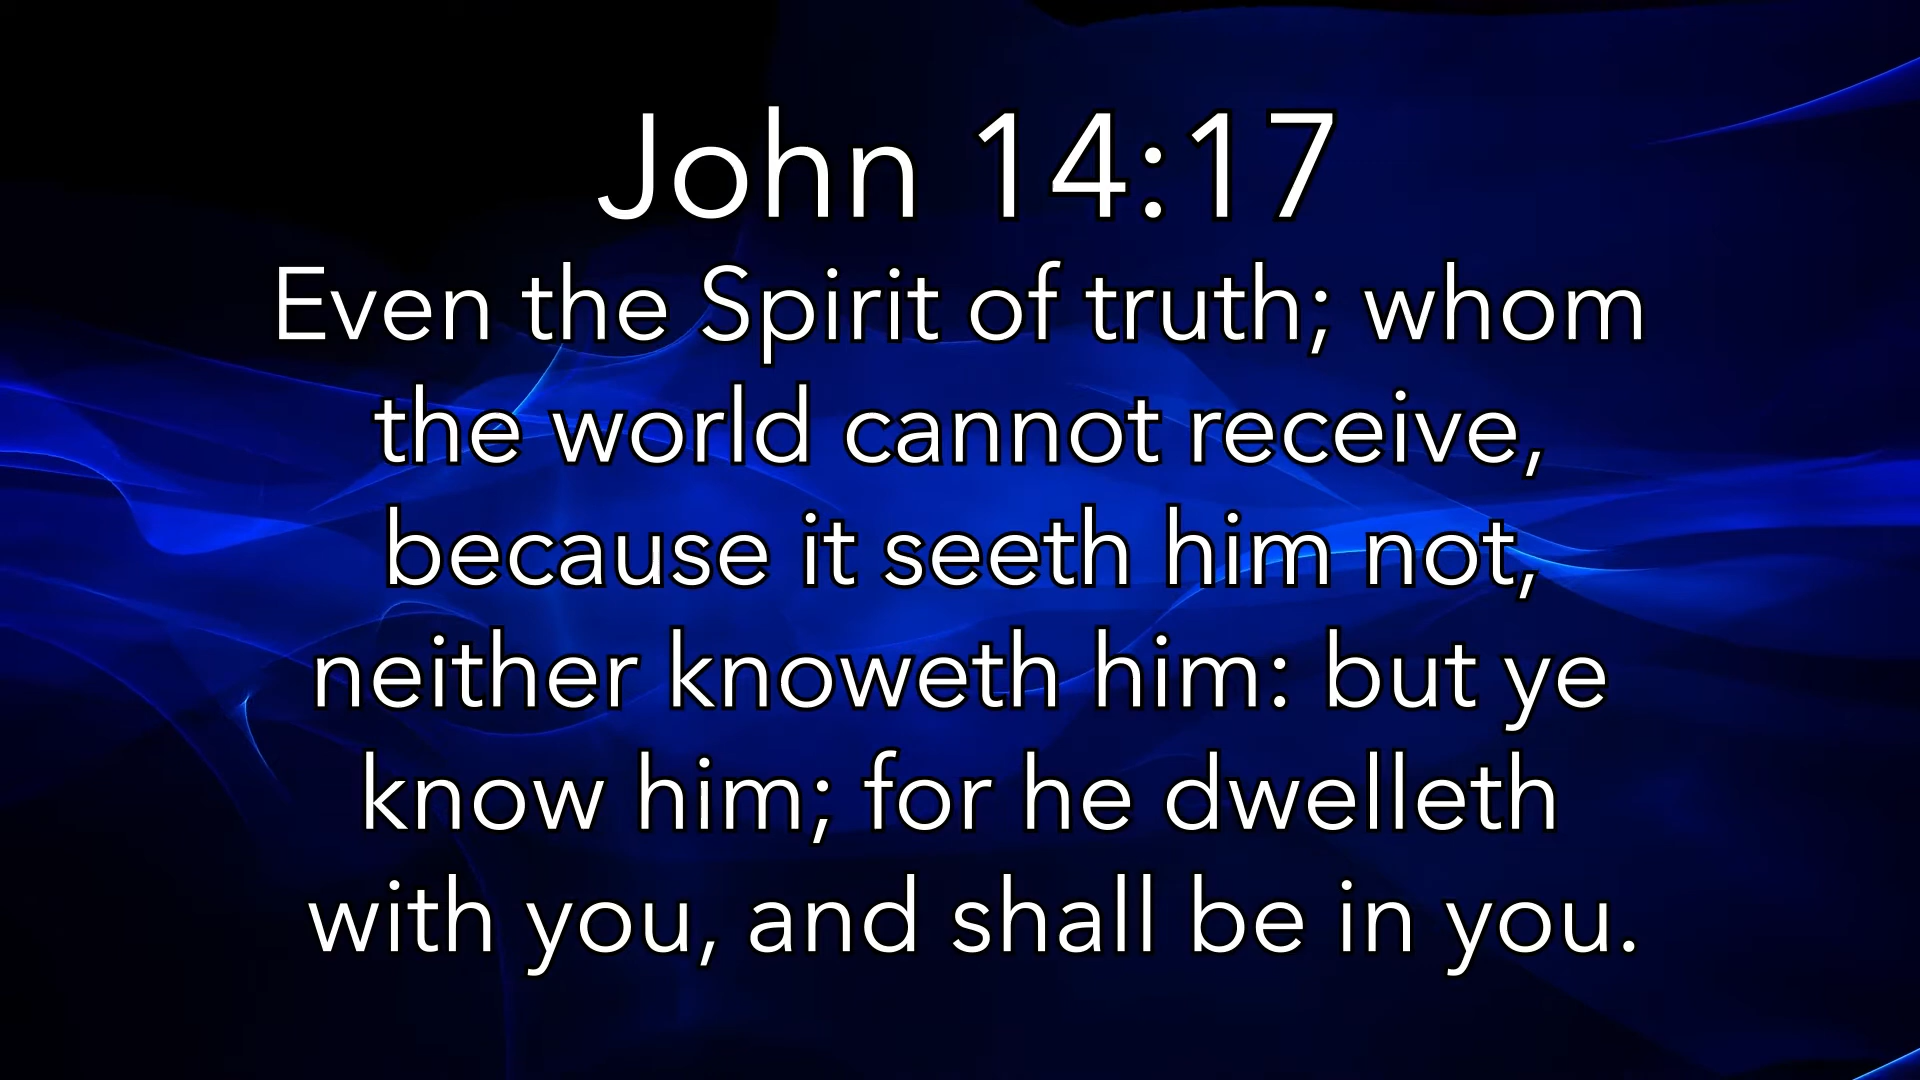 John 14:17
Even the Spirit of truth; whom
the world cannot receive,
because it seeth him not,
neither knoweth him: but ye
know him; for he dwelleth
with you, and shall be in you.